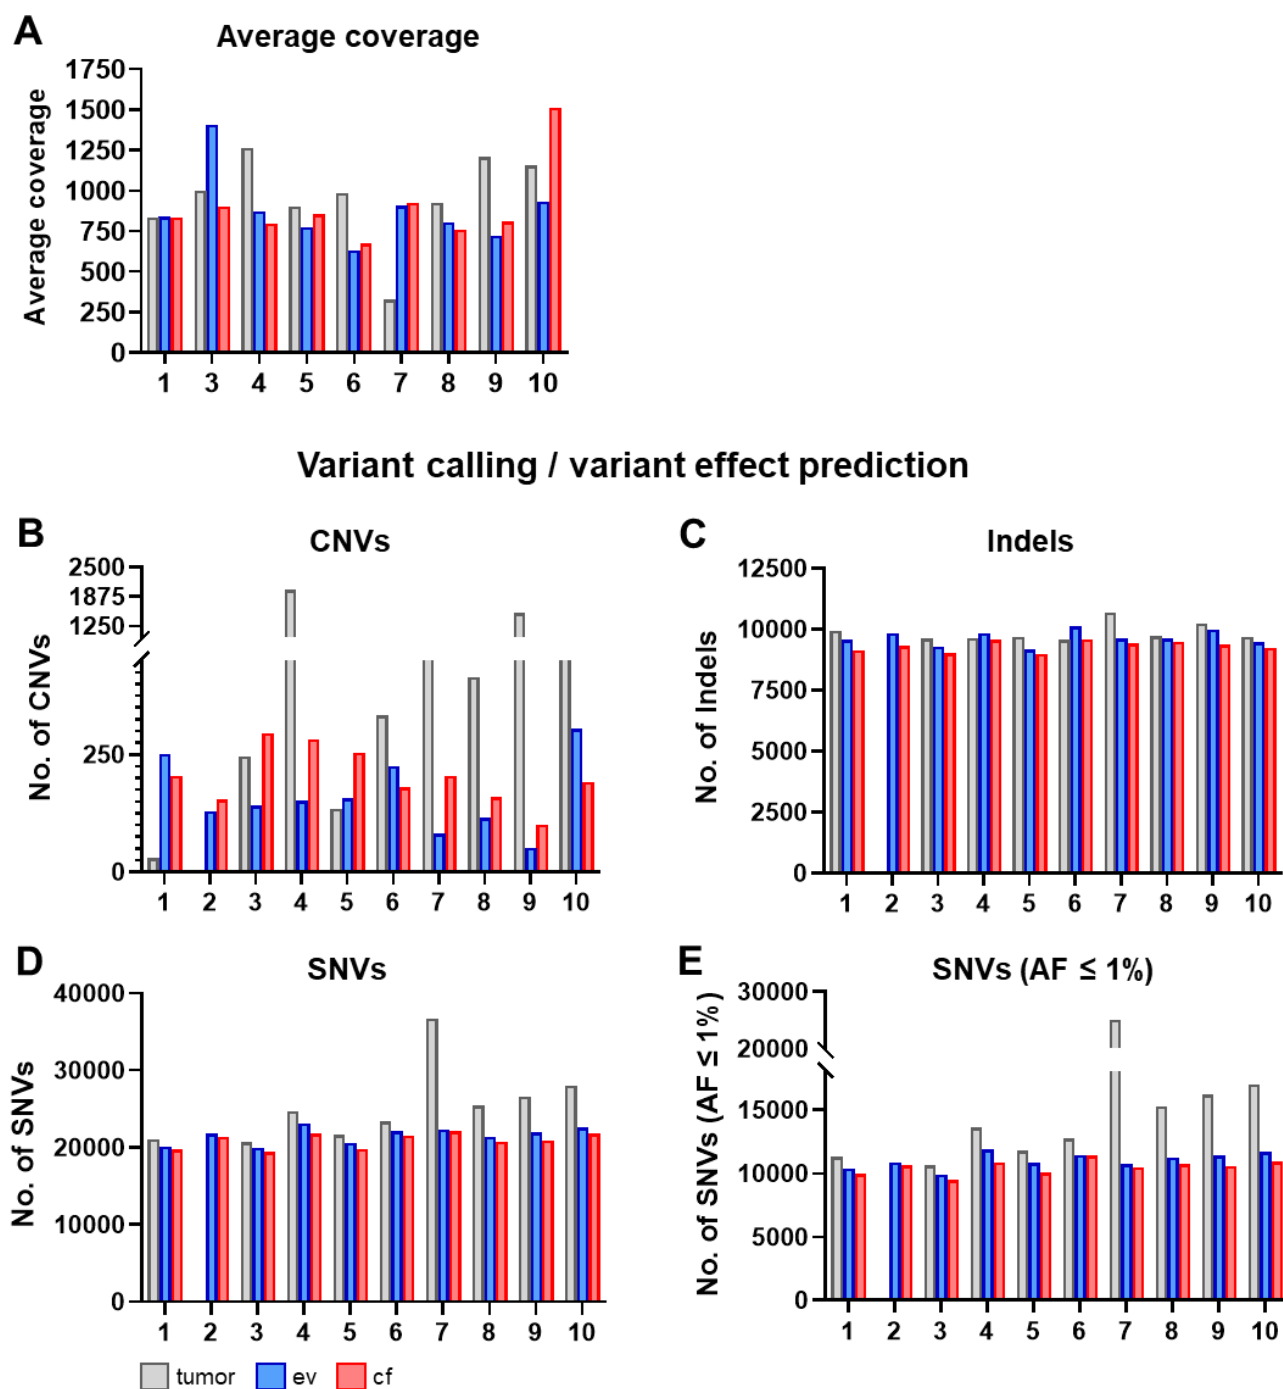 A
Average coverage
Average coverage
1750
1500
1250
1000
750
500
250
0
1 3 4 5 6 7 8 9 10
Variant calling / variant effect prediction
B
CNVs
No. of CNVs
2500
1875
1250
250
0
1 2 3 4 5 6 7 8 9 10
C
Indels
No. of Indels
12500
10000
7500
5000
2500
0
1 2 3 4 5 6 7 8 9 10
D
SNVs
No. of SNVs
40000
30000
20000
10000
0
1 2 3 4 5 6 7 8 9 10
E
SNVs (AF ≤ 1%)
No. of SNVs (AF ≤ 1%)
30000
20000
15000
10000
5000
0
1 2 3 4 5 6 7 8 9 10
tumor ev cf